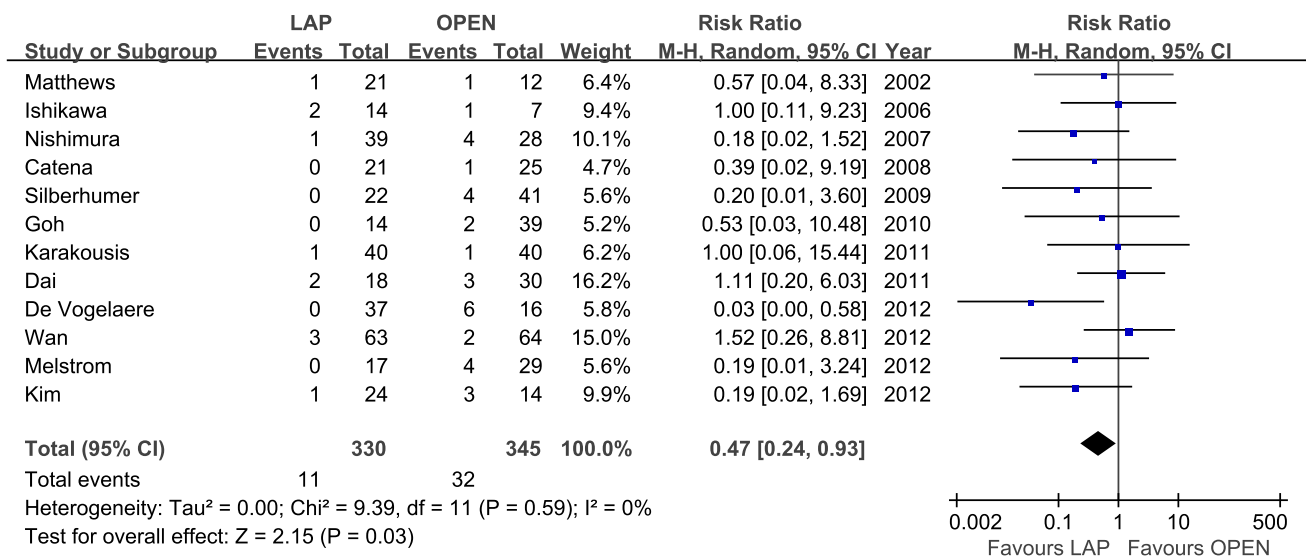 LAP OPEN Risk Ratio Risk Ratio
Study or Subgroup Events Total Events Total Weight M-H, Random, 95% CI Year M-H, Random, 95% CI
Matthews 1 21 1 12 6.4% 0.57 [0.04, 8.33] 2002
Ishikawa 2 14 1 7 9.4% 1.00 [0.11, 9.23] 2006
Nishimura 1 39 4 28 10.1% 0.18 [0.02, 1.52] 2007
Catena 0 21 1 25 4.7% 0.39 [0.02, 9.19] 2008
Silberhumer 0 22 4 41 5.6% 0.20 [0.01, 3.60] 2009
Goh 0 14 2 39 5.2% 0.53 [0.03, 10.48] 2010
Karakousis 1 40 1 40 6.2% 1.00 [0.06, 15.44] 2011
Dai 2 18 3 30 16.2% 1.11 [0.20, 6.03] 2011
De Vogelaere 0 37 6 16 5.8% 0.03 [0.00, 0.58] 2012
Wan 3 63 2 64 15.0% 1.52 [0.26, 8.81] 2012
Melstrom 0 17 4 29 5.6% 0.19 [0.01, 3.24] 2012
Kim 1 24 3 14 9.9% 0.19 [0.02, 1.69] 2012
Total (95% CI) 330 345 100.0% 0.47 [0.24, 0.93]
Total events 11 32
Heterogeneity: Tau² = 0.00; Chi² = 9.39, df = 11 (P = 0.59); I² = 0%
Test for overall effect: Z = 2.15 (P = 0.03)
0.002 0.1 1 10 500
Favours LAP Favours OPEN